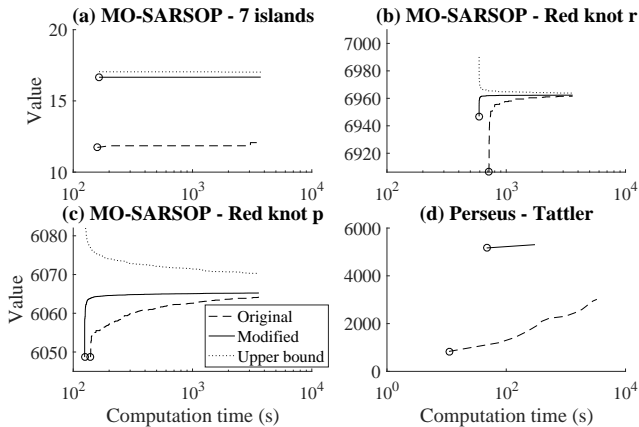 (a) MO-SARSOP - 7 islands
(b) MO-SARSOP - Red knot r
20
15
10
Value
10^2
10^3
10^4
6980
6960
6940
6920
10^2
10^3
10^4
(c) MO-SARSOP - Red knot p
(d) Perseus - Tattler
6080
6070
6060
6050
Value
10^2
10^3
10^4
Computation time (s)
Original
Modified
Upper bound
6000
4000
2000
0
10^0
10^2
10^4
Computation time (s)